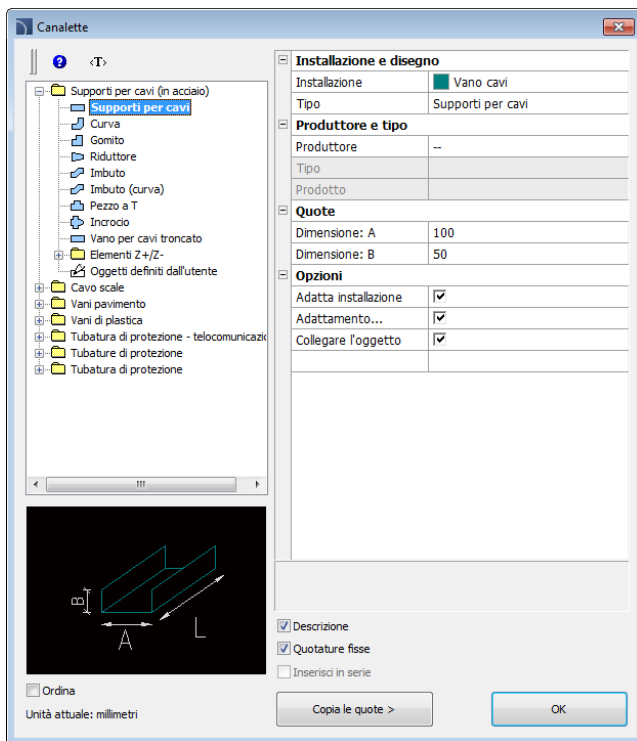 Canalette
<T>
Supporti per cavi (in acciaio)
Supporti per cavi
Curva
Gomito
Riduttore
Imbuto
Imbuto (curva)
Pezzo a T
Incrocio
Vano per cavi troncato
Elementi Z+/Z-
Oggetti definiti dall'utente
Cavo scale
Vani pavimento
Vani di plastica
Tubatura di protezione - telecomunicazio
Tubature di protezione
Tubatura di protezione
B
A
L
Ordina
Unità attuale: millimetri
Installazione e disegno
Installazione Vano cavi
Tipo Supporti per cavi
Produttore e tipo
Produttore --
Tipo
Prodotto
Quote
Dimensione: A 100
Dimensione: B 50
Opzioni
Adatta installazione
Adattamento...
Collegare l'oggetto
Descrizione
Quotature fisse
Inserisci in serie
Copia le quote >
OK